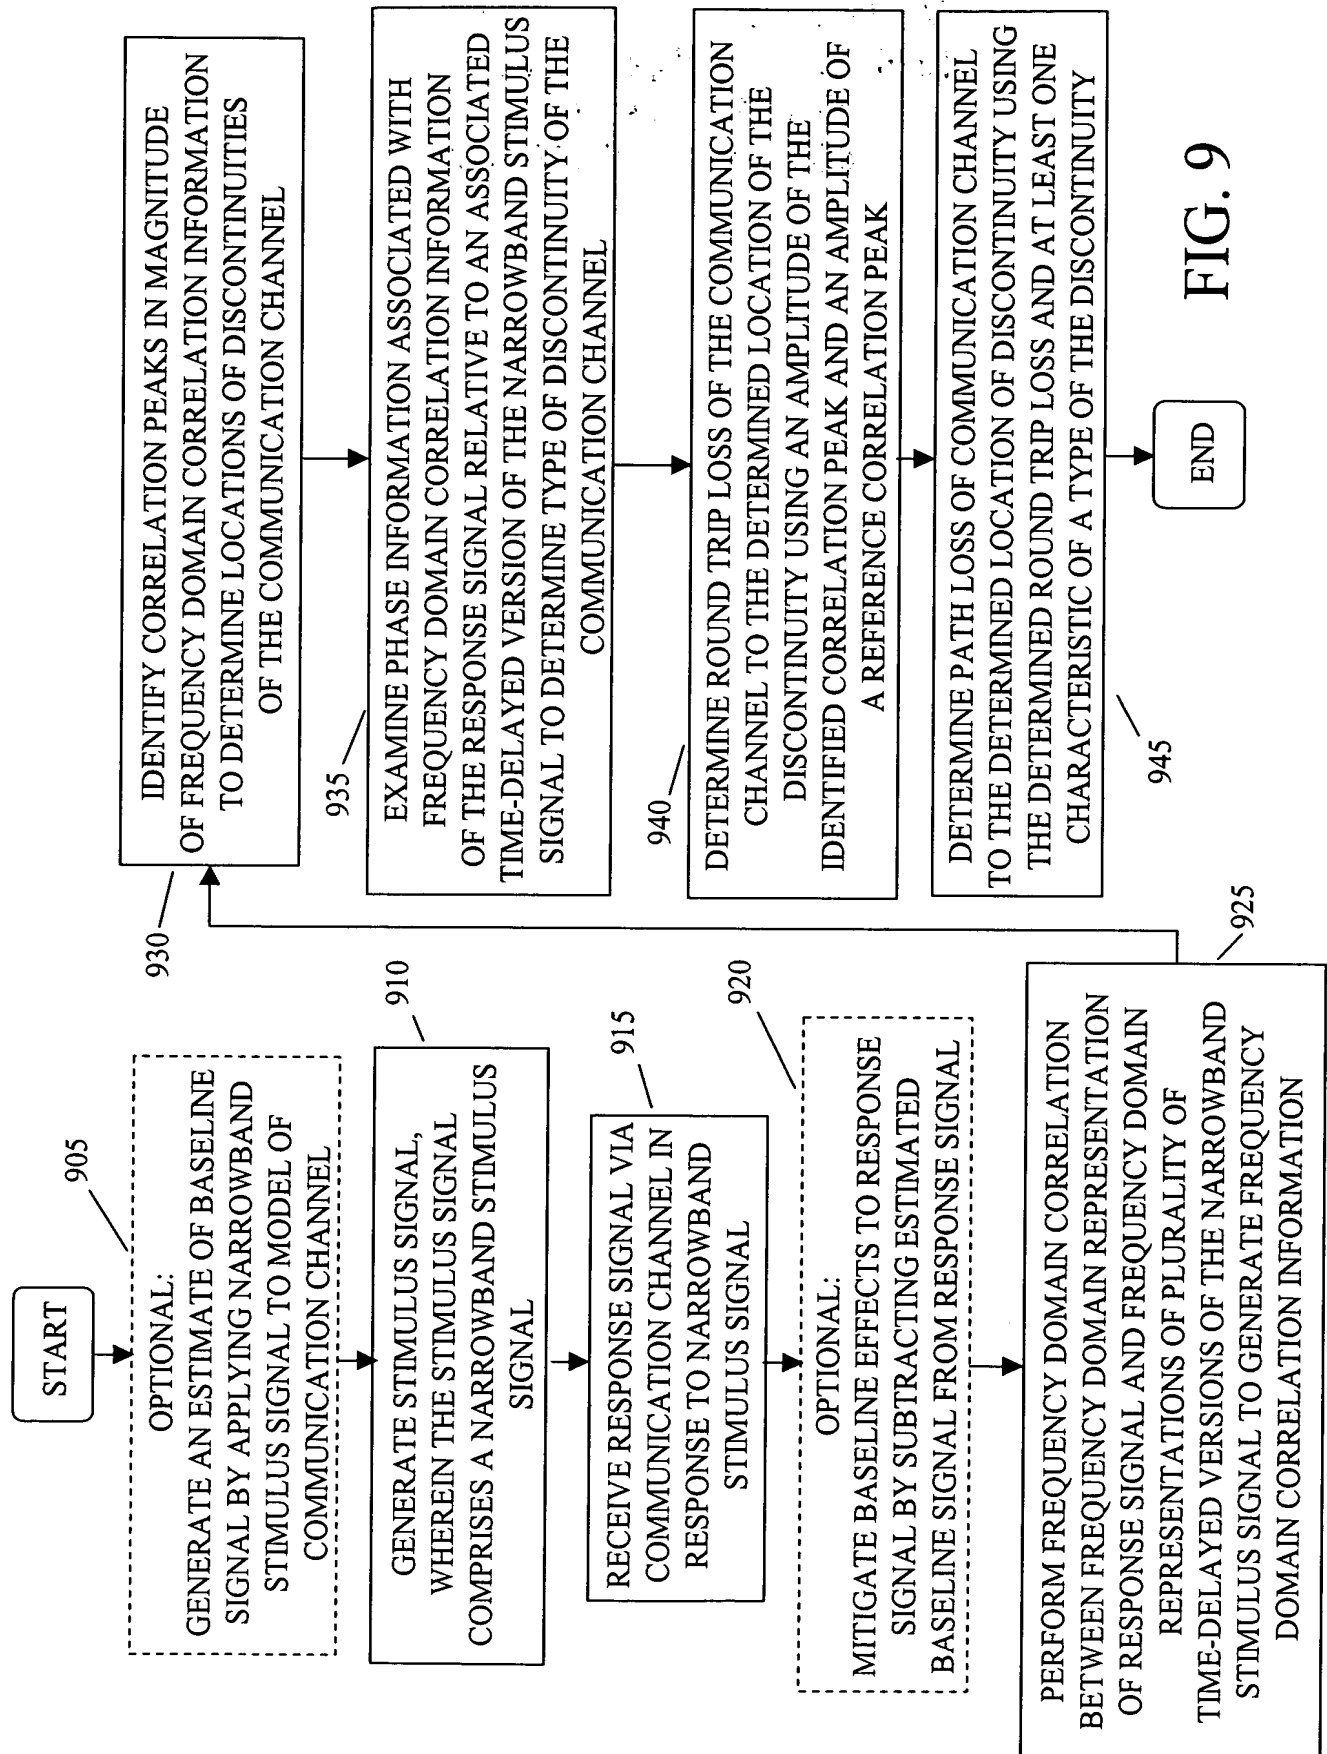 START
905
OPTIONAL:
GENERATE AN ESTIMATE OF BASELINE
SIGNAL BY APPLYING NARROWBAND
STIMULUS SIGNAL TO MODEL OF
COMMUNICATION CHANNEL
910
GENERATE STIMULUS SIGNAL,
WHEREIN THE STIMULUS SIGNAL
COMPRISES A NARROWBAND STIMULUS
SIGNAL
915
RECEIVE RESPONSE SIGNAL VIA
COMMUNICATION CHANNEL IN
RESPONSE TO NARROWBAND
STIMULUS SIGNAL
920
OPTIONAL:
MITIGATE BASELINE EFFECTS TO RESPONSE
SIGNAL BY SUBTRACTING ESTIMATED
BASELINE SIGNAL FROM RESPONSE SIGNAL
925
PERFORM FREQUENCY DOMAIN CORRELATION
BETWEEN FREQUENCY DOMAIN REPRESENTATION
OF RESPONSE SIGNAL AND FREQUENCY DOMAIN
REPRESENTATIONS OF PLURALITY OF
TIME-DELAYED VERSIONS OF THE NARROWBAND
STIMULUS SIGNAL TO GENERATE FREQUENCY
DOMAIN CORRELATION INFORMATION
930
IDENTIFY CORRELATION PEAKS IN MAGNITUDE
OF FREQUENCY DOMAIN CORRELATION INFORMATION
TO DETERMINE LOCATIONS OF DISCONTINUITIES
OF THE COMMUNICATION CHANNEL
935
EXAMINE PHASE INFORMATION ASSOCIATED WITH
FREQUENCY DOMAIN CORRELATION INFORMATION
OF THE RESPONSE SIGNAL RELATIVE TO AN ASSOCIATED
TIME-DELAYED VERSION OF THE NARROWBAND STIMULUS
SIGNAL TO DETERMINE TYPE OF DISCONTINUITY OF THE
COMMUNICATION CHANNEL
940
DETERMINE ROUND TRIP LOSS OF THE COMMUNICATION
CHANNEL TO THE DETERMINED LOCATION OF THE
DISCONTINUITY USING AN AMPLITUDE OF THE
IDENTIFIED CORRELATION PEAK AND AN AMPLITUDE OF
A REFERENCE CORRELATION PEAK
DETERMINE PATH LOSS OF COMMUNICATION CHANNEL
TO THE DETERMINED LOCATION OF DISCONTINUITY USING
THE DETERMINED ROUND TRIP LOSS AND AT LEAST ONE
CHARACTERISTIC OF A TYPE OF THE DISCONTINUITY
945
END
FIG. 9